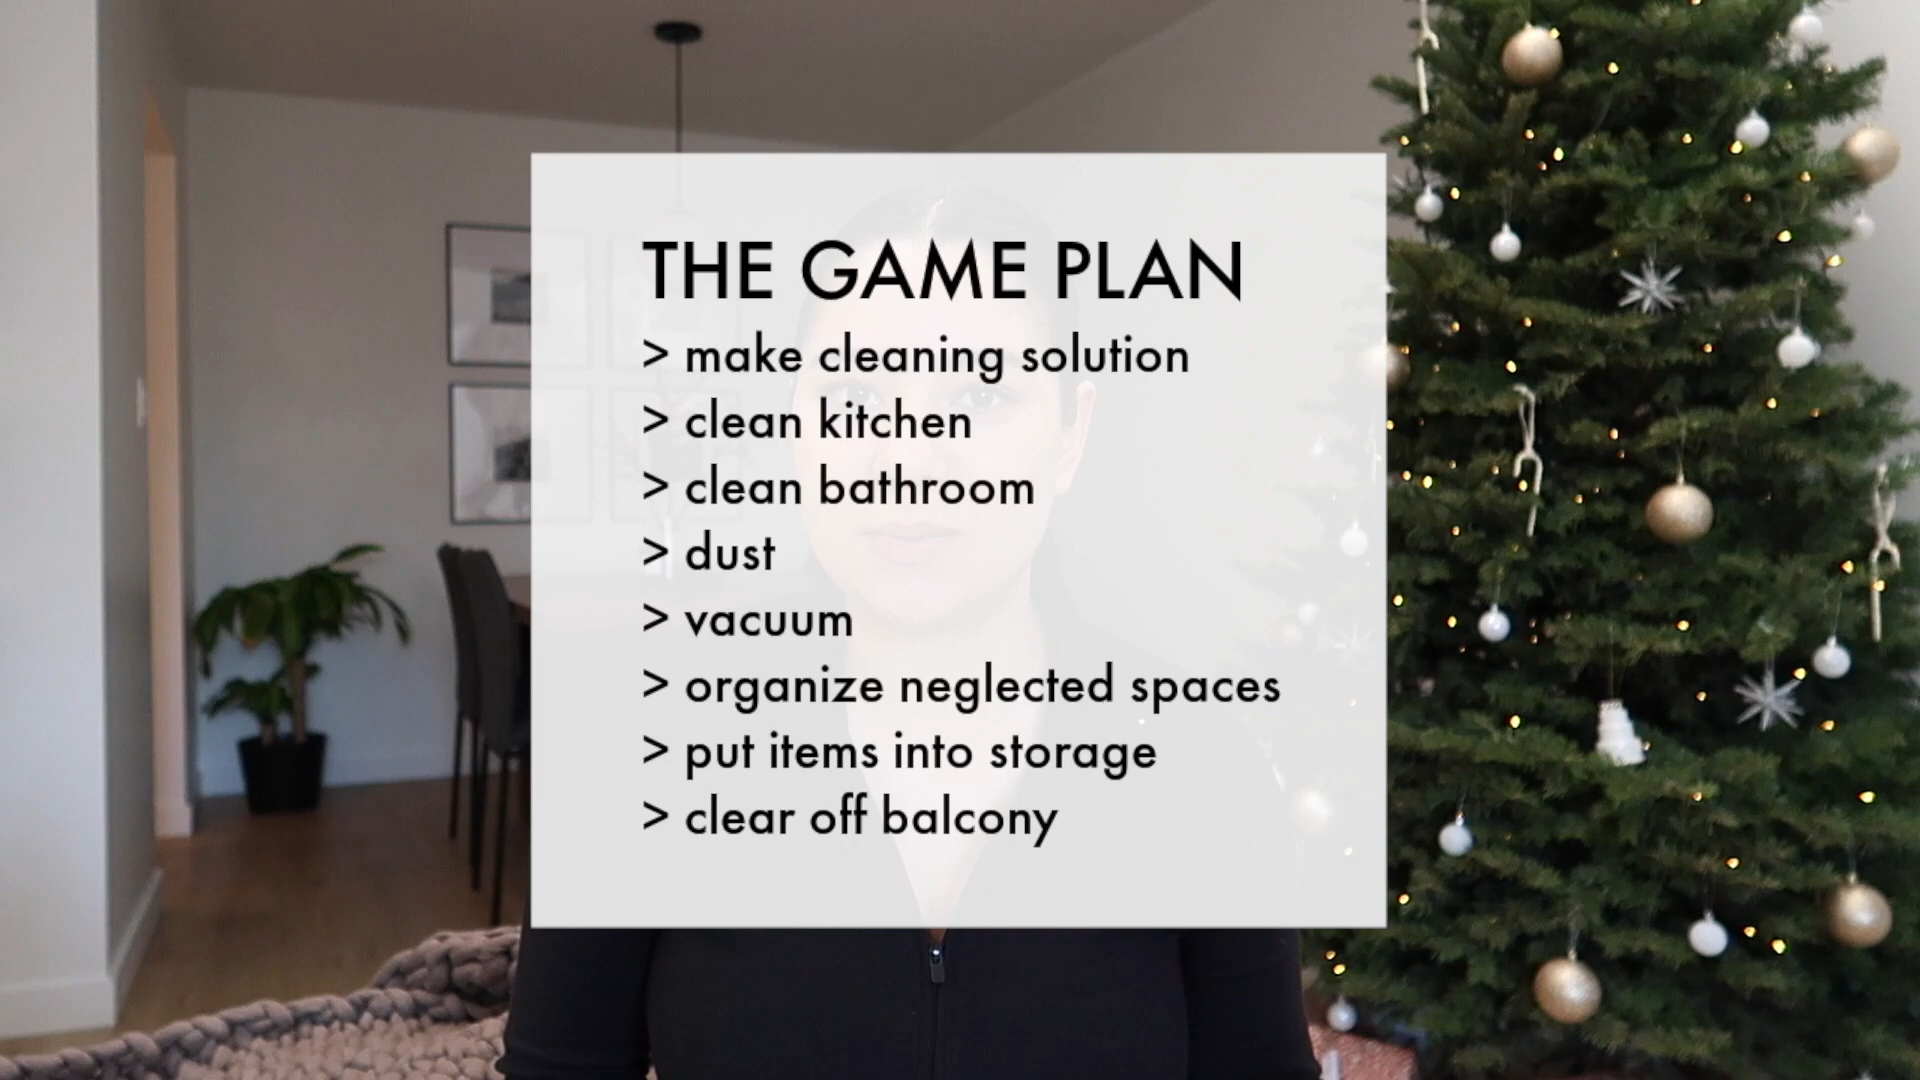 THE GAME PLAN
> make cleaning solution
> clean kitchen
> clean bathroom
> dust
> vacuum
> organize neglected spaces
> put items into storage
> clear off balcony